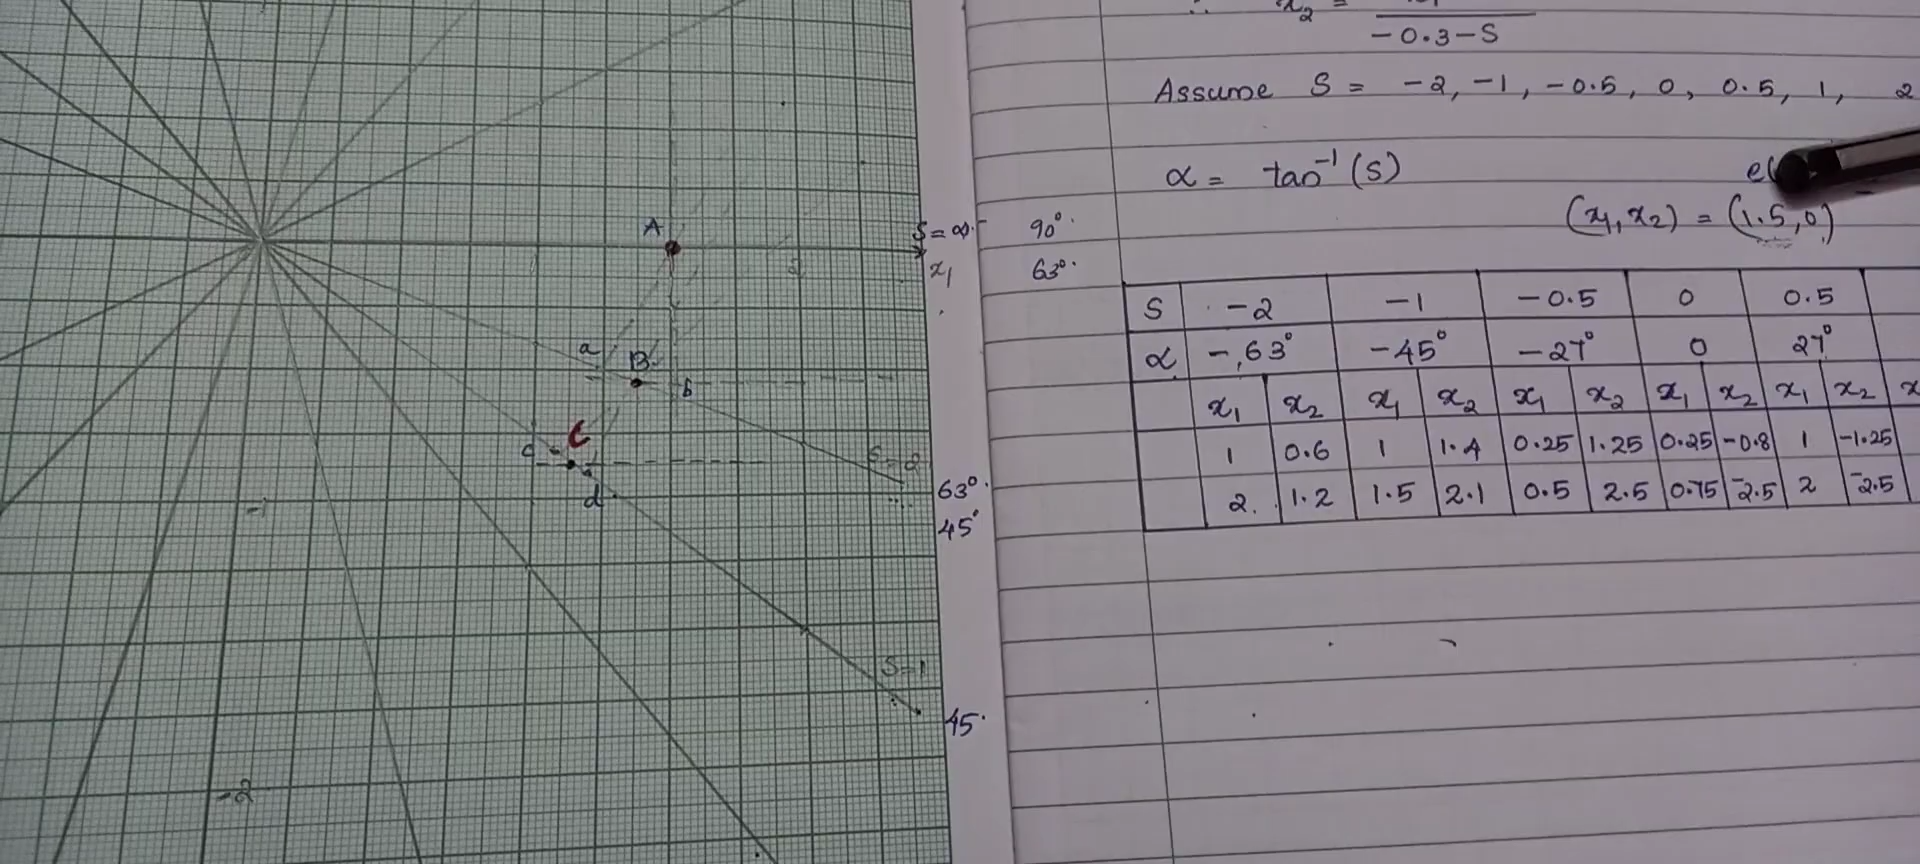 -0.3-S
Assume S = -2, -1, -0.5, 0, 0.5, 1, 2
α = tan⁻¹ (S)
(x₁, x₂) = (1.5, 0)
S -2 -1 -0.5 0 0.5
α -63° -45° -27° 0 27°
x₁ x₂ x₁ x₂ x₁ x₂ x₁ x₂ x₁ x₂ x
1 0.6 1 1.4 0.25 1.25 0.25 -0.8 1 -1.25
2 1.2 1.5 2.1 0.5 2.5 0.75 -2.5 2 -2.5
A
S=∞
90°
x₁
63°
1
2
a
B
b
C
c
d
S=2
63°
45°
-1
S=1
45°
-2